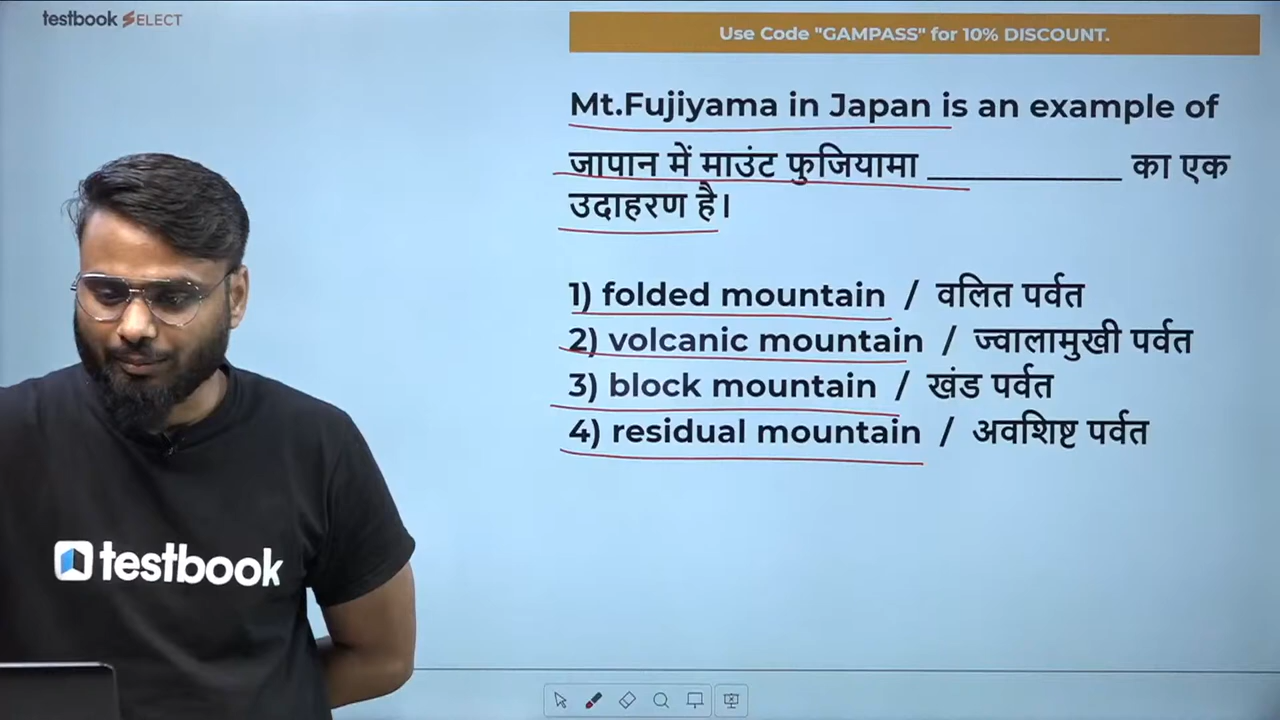 testbook SELECT
Use Code "GAMPASS" for 10% DISCOUNT.
Mt.Fujiyama in Japan is an example of
जापान में माउंट फुजियामा ____________ का एक
उदाहरण है।
1) folded mountain / वलित पर्वत
2) volcanic mountain / ज्वालामुखी पर्वत
3) block mountain / खंड पर्वत
4) residual mountain / अवशिष्ट पर्वत
testbook